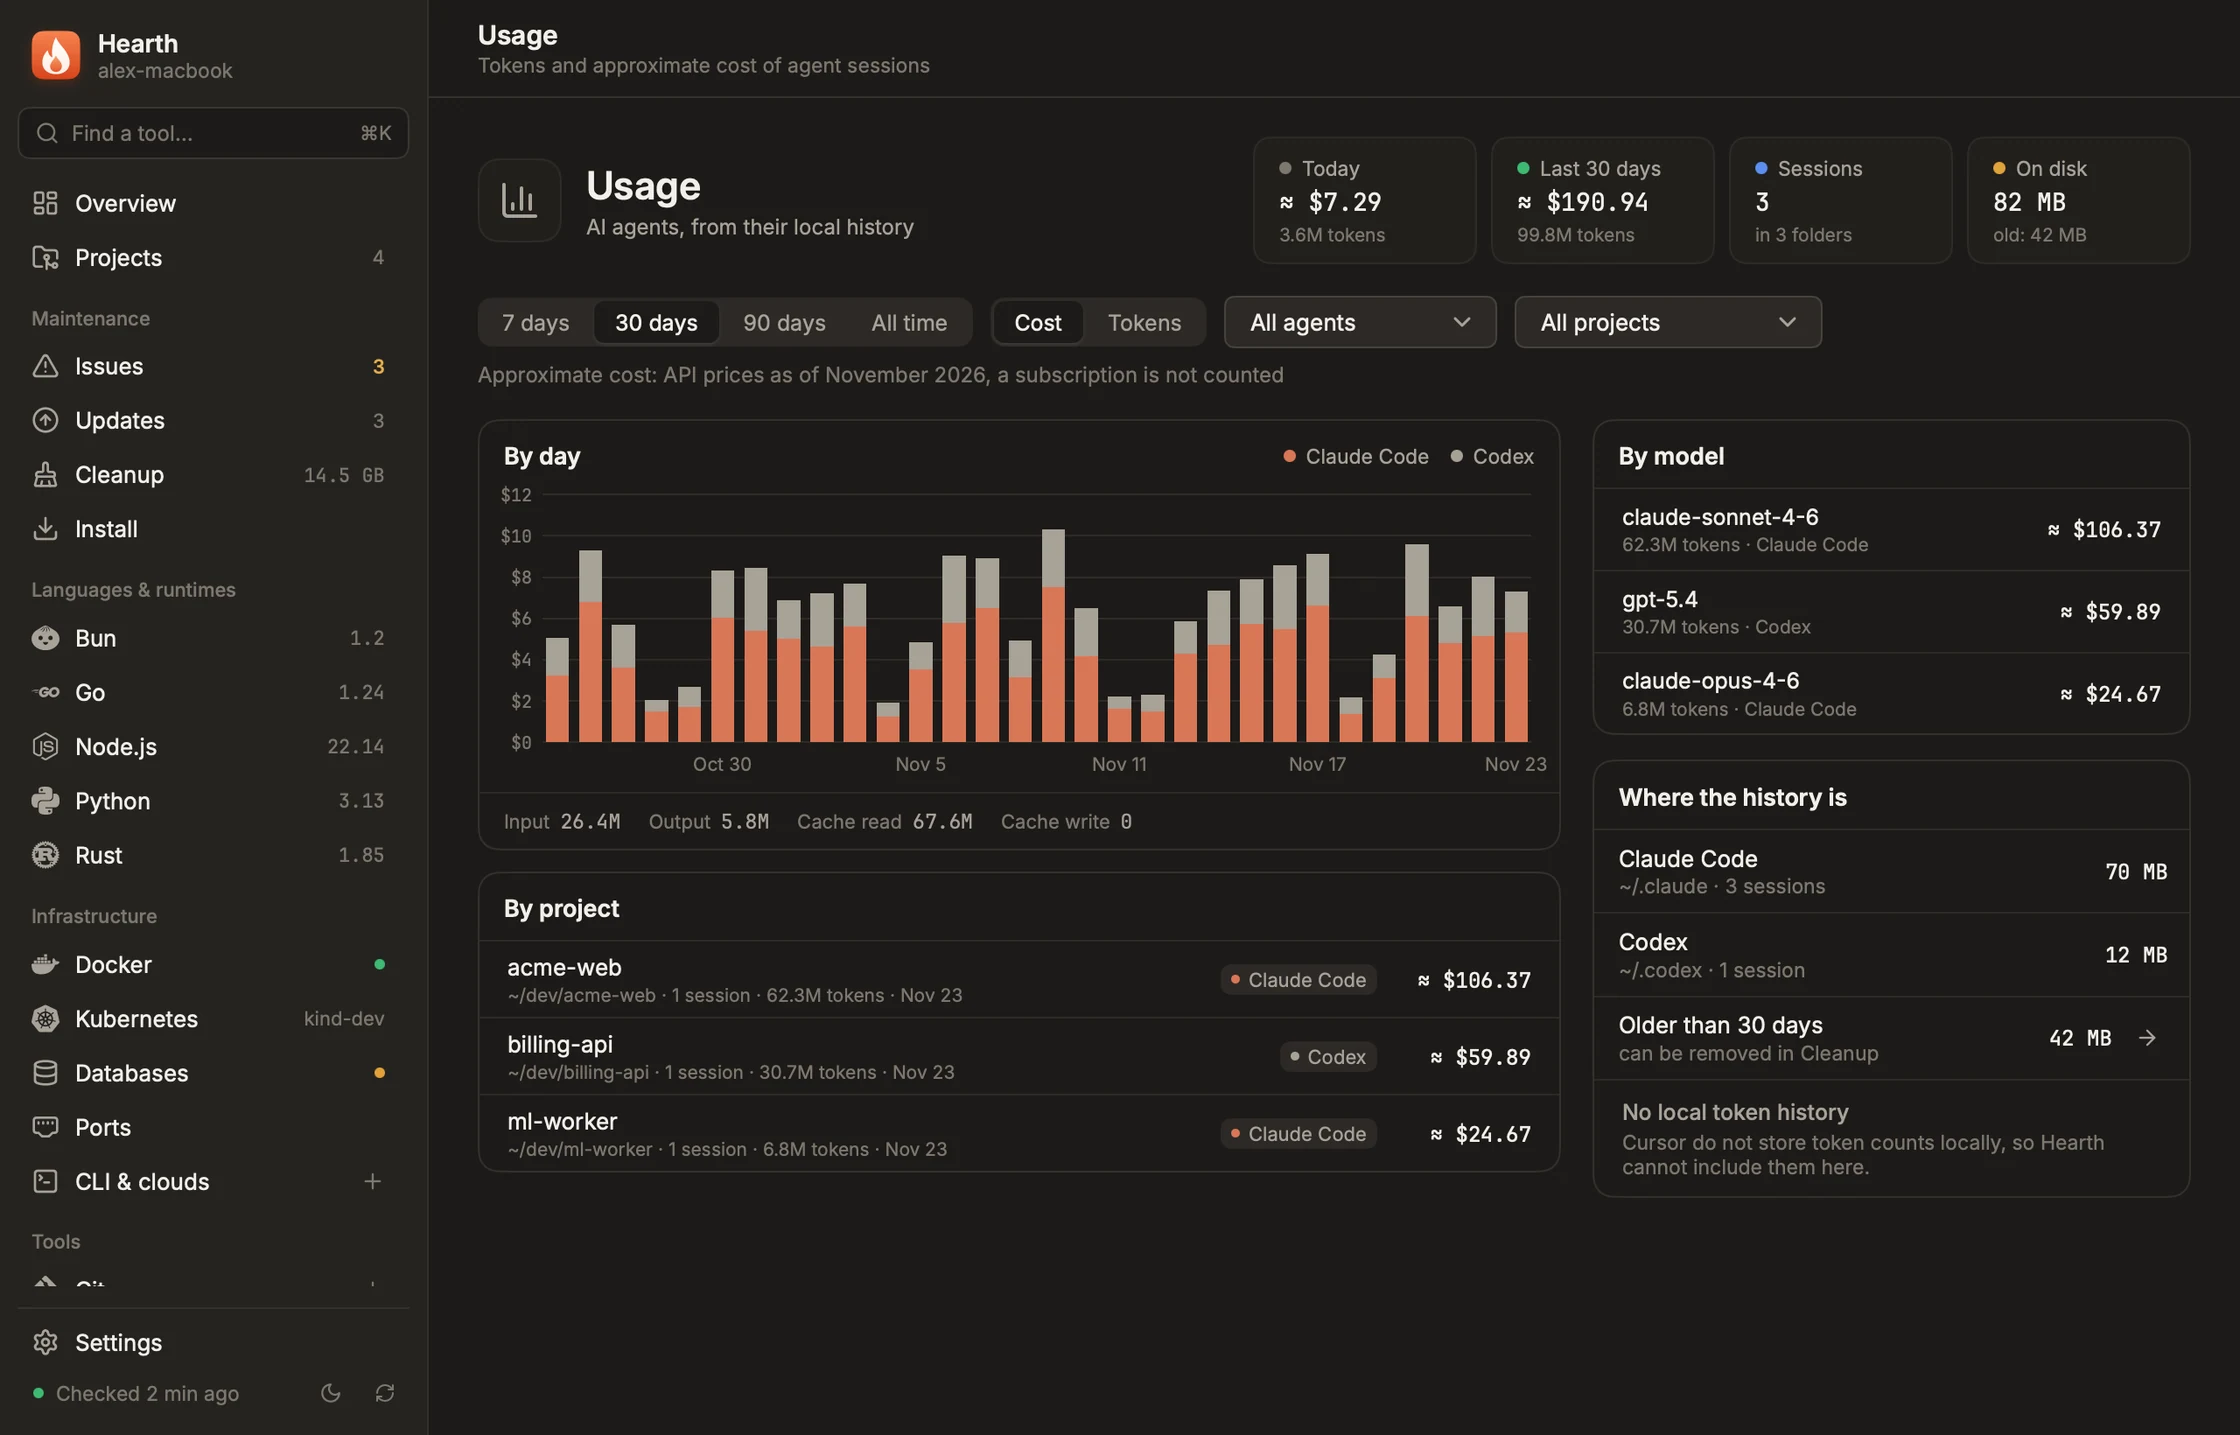 Hearth
alex-macbook
Find a tool...
⌘K
Overview
Projects
4
Maintenance
Issues
3
Updates
3
Cleanup
14.5 GB
Install
Languages & runtimes
Bun
1.2
Go
1.24
Node.js
22.14
Python
3.13
Rust
1.85
Infrastructure
Docker
Kubernetes
kind-dev
Databases
Ports
CLI & clouds
Tools
Settings
Checked 2 min ago
Usage
Tokens and approximate cost of agent sessions
Usage
AI agents, from their local history
Today
≈ $7.29
3.6M tokens
Last 30 days
≈ $190.94
99.8M tokens
Sessions
3
in 3 folders
On disk
82 MB
old: 42 MB
7 days
30 days
90 days
All time
Cost
Tokens
All agents
All projects
Approximate cost: API prices as of November 2026, a subscription is not counted
By day
Claude Code
Codex
$12
$10
$8
$6
$4
$2
$0
Oct 30
Nov 5
Nov 11
Nov 17
Nov 23
Input 26.4M
Output 5.8M
Cache read 67.6M
Cache write 0
By project
acme-web
~/dev/acme-web · 1 session · 62.3M tokens · Nov 23
Claude Code
≈ $106.37
billing-api
~/dev/billing-api · 1 session · 30.7M tokens · Nov 23
Codex
≈ $59.89
ml-worker
~/dev/ml-worker · 1 session · 6.8M tokens · Nov 23
Claude Code
≈ $24.67
By model
claude-sonnet-4-6
62.3M tokens · Claude Code
≈ $106.37
gpt-5.4
30.7M tokens · Codex
≈ $59.89
claude-opus-4-6
6.8M tokens · Claude Code
≈ $24.67
Where the history is
Claude Code
~/.claude · 3 sessions
70 MB
Codex
~/.codex · 1 session
12 MB
Older than 30 days
can be removed in Cleanup
42 MB
No local token history
Cursor do not store token counts locally, so Hearth
cannot include them here.